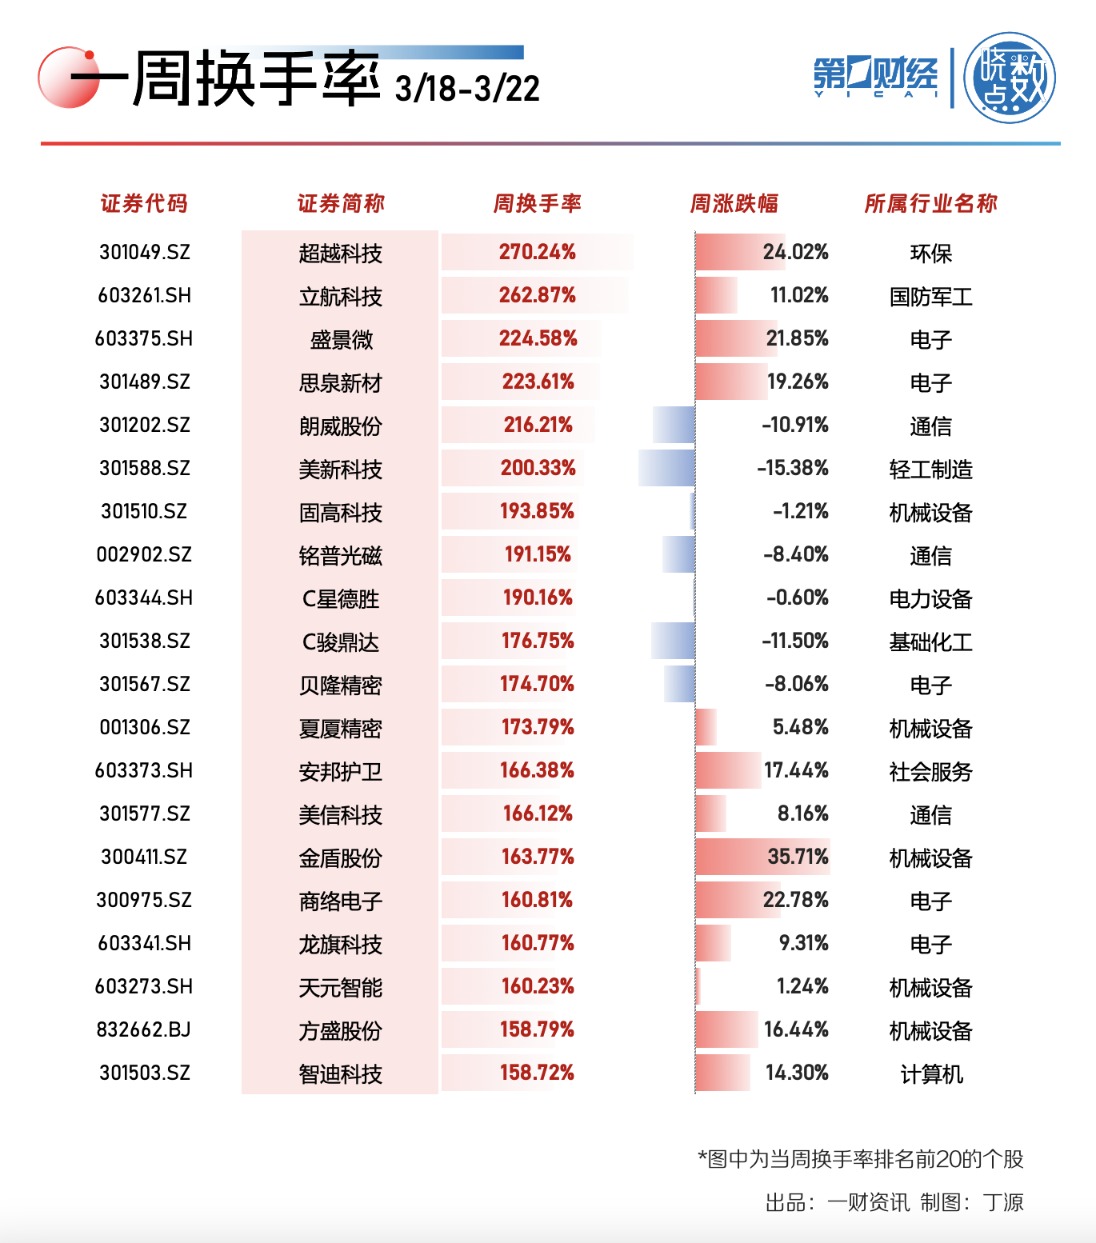 一周换手率 3/18-3/22
第一财经
YICAI
晓数点
证券代码 证券简称 周换手率 周涨跌幅 所属行业名称
301049.SZ 超越科技 270.24% 24.02% 环保
603261.SH 立航科技 262.87% 11.02% 国防军工
603375.SH 盛景微 224.58% 21.85% 电子
301489.SZ 思泉新材 223.61% 19.26% 电子
301202.SZ 朗威股份 216.21% -10.91% 通信
301588.SZ 美新科技 200.33% -15.38% 轻工制造
301510.SZ 固高科技 193.85% -1.21% 机械设备
002902.SZ 铭普光磁 191.15% -8.40% 通信
603344.SH C星德胜 190.16% -0.60% 电力设备
301538.SZ C骏鼎达 176.75% -11.50% 基础化工
301567.SZ 贝隆精密 174.70% -8.06% 电子
001306.SZ 夏厦精密 173.79% 5.48% 机械设备
603373.SH 安邦护卫 166.38% 17.44% 社会服务
301577.SZ 美信科技 166.12% 8.16% 通信
300411.SZ 金盾股份 163.77% 35.71% 机械设备
300975.SZ 商络电子 160.81% 22.78% 电子
603341.SH 龙旗科技 160.77% 9.31% 电子
603273.SH 天元智能 160.23% 1.24% 机械设备
832662.BJ 方盛股份 158.79% 16.44% 机械设备
301503.SZ 智迪科技 158.72% 14.30% 计算机
*图中为当周换手率排名前20的个股
出品：一财资讯 制图：丁源